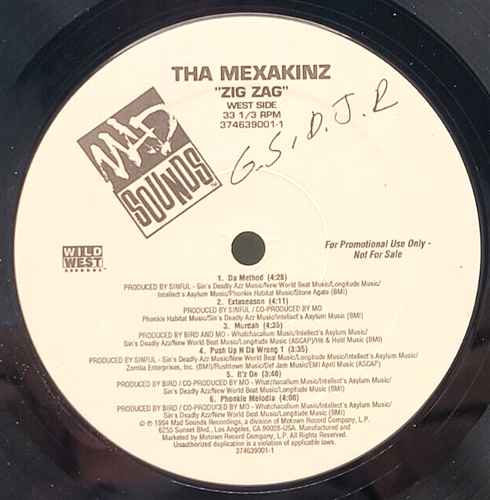 THA MEXAKINZ
"ZIG ZAG"
WEST SIDE
33 1/3 RPM
374639001-1
G.S.D.J.R
MAD
SOUNDS™
WILD
WEST
RECORDS
For Promotional Use Only -
Not For Sale
1. Da Method (4:28)
PRODUCED BY SINFUL - Sin's Deadly Azz Music/New World Beat Music/Longitude Music/
Intellect's Asylum Music/Phonkie Habitat Music/Stone Agate (BMI)
2. Extaseason (4:11)
PRODUCED BY SINFUL / CO-PRODUCED BY MO
Phonkie Habitat Music/Sin's Deadly Azz Music/Intellect's Asylum Music (BMI)
3. Murdah (4:35)
PRODUCED BY BIRD AND MO - Whatchacallum Music/Intellect's Asylum Music/
Sin's Deadly Azz Music/New World Beat Music/Longitude Music (ASCAP)/Hit & Hold Music (BMI)
4. Push Up N Da Wrong 1 (3:35)
PRODUCED BY SINFUL - Sin's Deadly Azz Music/New World Beat Music/Longitude Music/Intellect's Asylum Music/
Zomba Enterprises, Inc. (BMI)/Rushtown Music/Def Jam Music/EMI April Music (ASCAP)
5. It'z On (3:40)
PRODUCED BY BIRD / CO-PRODUCED BY MO - Whatchacallum Music/Intellect's Asylum Music/
Sin's Deadly Azz Music/New World Beat Music/Longitude Music (BMI)
6. Phonkie Melodia (4:00)
PRODUCED BY BIRD / CO-PRODUCED BY MO - Whatchacallum Music/Intellect's Asylum Music/
Sin's Deadly Azz Music/New World Beat Music/Longitude Music (BMI)
© ℗ 1994 Mad Sounds Recordings, a division of Motown Record Company, L.P.
6255 Sunset Blvd., Los Angeles, CA 90028-USA. Manufactured and
Marketed by Motown Record Company, L.P. All Rights Reserved.
Unauthorized duplication is a violation of applicable laws.
374639001-1